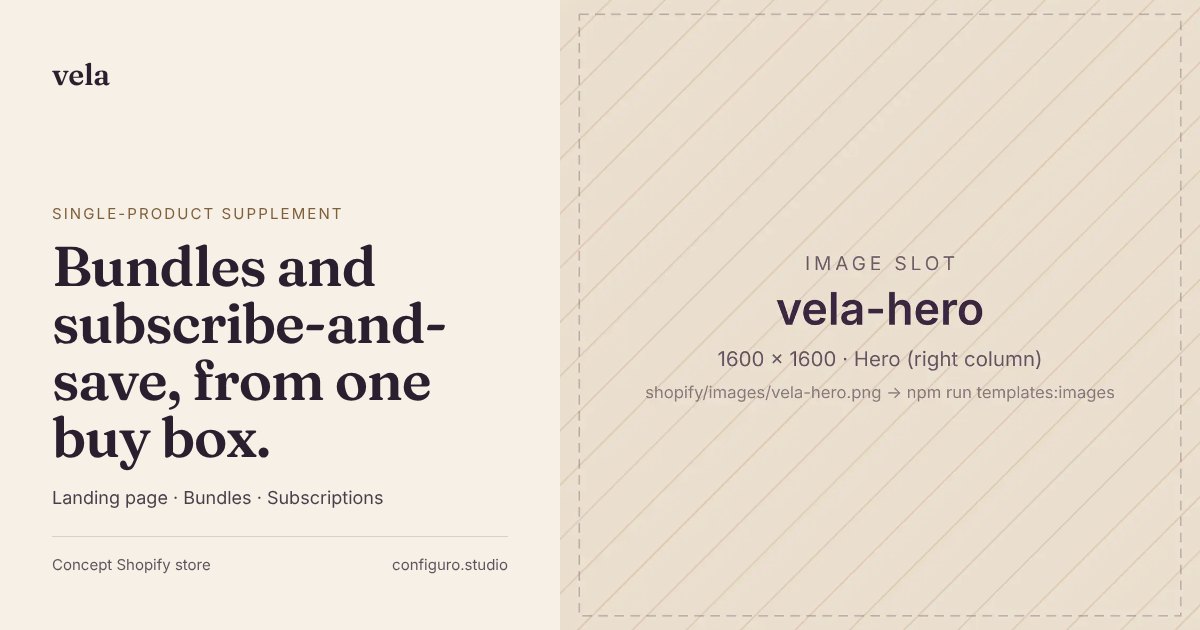 vela
SINGLE-PRODUCT SUPPLEMENT
Bundles and
subscribe-and-
save, from one
buy box.
Landing page · Bundles · Subscriptions
Concept Shopify store
configuro.studio
IMAGE SLOT
vela-hero
1600 × 1600 · Hero (right column)
shopify/images/vela-hero.png → npm run templates:images